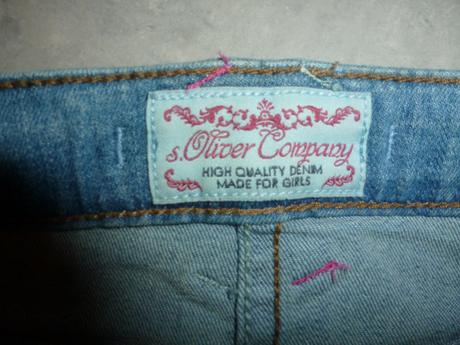 s.Oliver Company
HIGH QUALITY DENIM
MADE FOR GIRLS